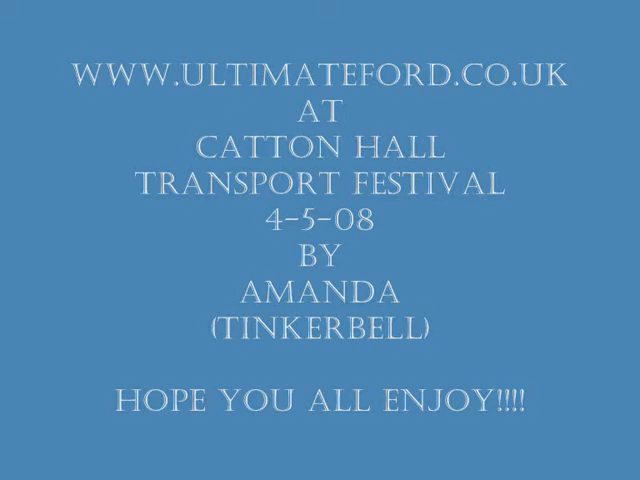 WWW.ULTIMATEFORD.CO.UK
AT
CATTON HALL
TRANSPORT FESTIVAL
4-5-08
BY
AMANDA
(TINKERBELL)
HOPE YOU ALL ENJOY!!!!